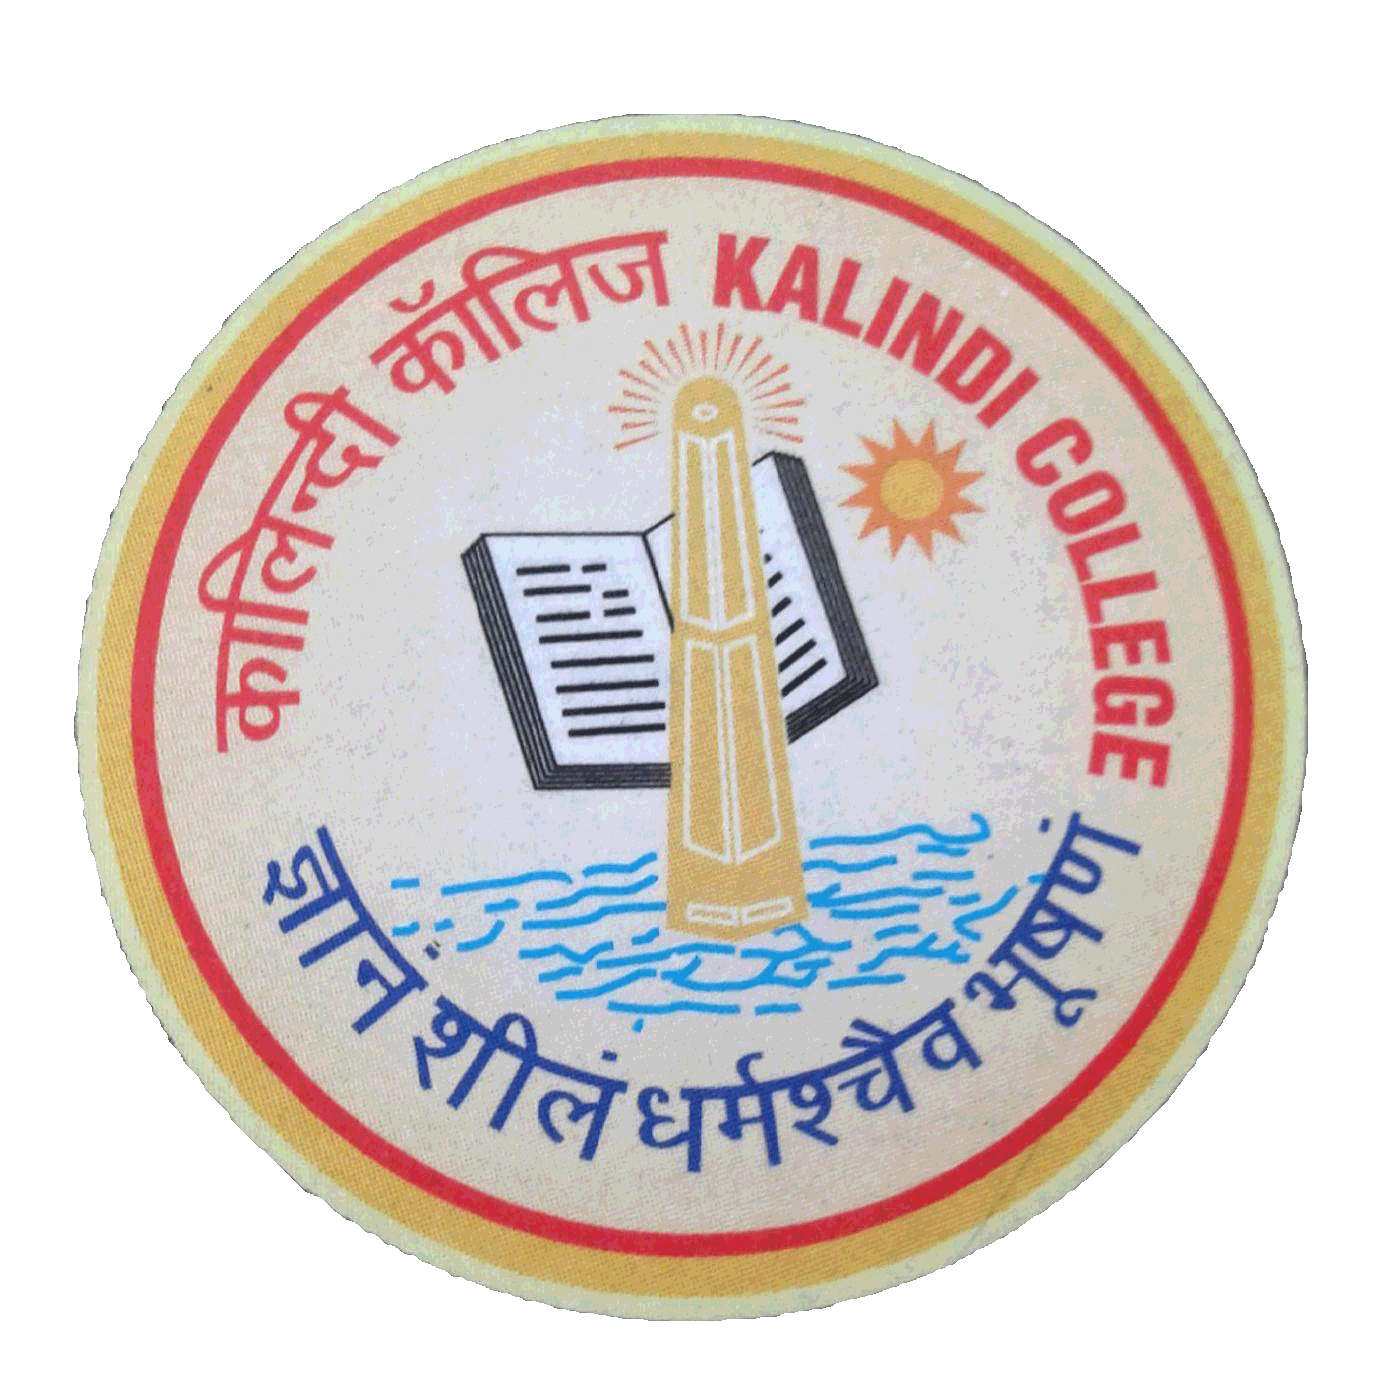 कालिन्दी कॉलिज KALINDI COLLEGE
ज्ञानं शीलं धर्मश्चैव भूषणं